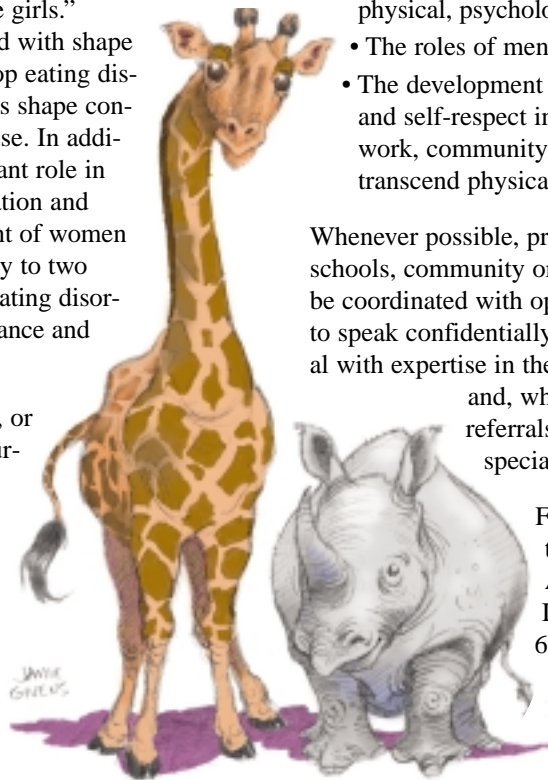 e girls.”
d with shape
op eating dis-
s shape con-
se. In addi-
ant role in
ation and
nt of women
y to two
ating disor-
ance and
, or
ur-
physical, psycholo
• The roles of men
• The development
and self-respect in
work, community
transcend physica
Whenever possible, pr
schools, community or
be coordinated with op
to speak confidentially
al with expertise in the
and, wh
referrals
specia
F
t
A
I
6
JAMIE
GIVENS